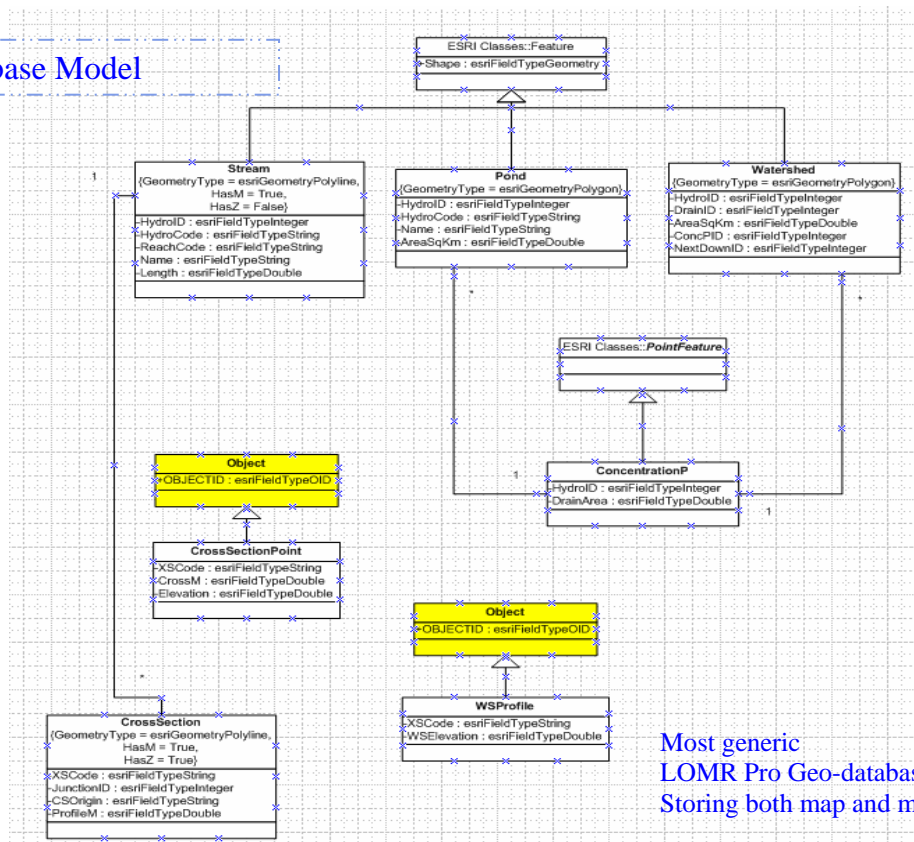 base Model
ESRI Classes::Feature
+Shape : esriFieldTypeGeometry
1
Stream
{GeometryType = esriGeometryPolyline,
HasM = True,
HasZ = False}
-HydroID : esriFieldTypeInteger
-HydroCode : esriFieldTypeString
-ReachCode : esriFieldTypeString
-Name : esriFieldTypeString
-Length : esriFieldTypeDouble
Pond
{GeometryType = esriGeometryPolygon}
-HydroID : esriFieldTypeInteger
-HydroCode : esriFieldTypeString
-Name : esriFieldTypeString
-AreaSqKm : esriFieldTypeDouble
Watershed
{GeometryType = esriGeometryPolygon}
-HydroID : esriFieldTypeInteger
-DrainID : esriFieldTypeInteger
-AreaSqKm : esriFieldTypeDouble
-ConcPID : esriFieldTypeInteger
-NextDownID : esriFieldTypeInteger
*
*
ESRI Classes::PointFeature
1
ConcentrationP
-HydroID : esriFieldTypeInteger
-DrainArea : esriFieldTypeDouble
1
Object
+OBJECTID : esriFieldTypeOID
CrossSectionPoint
-XSCode : esriFieldTypeString
-CrossM : esriFieldTypeDouble
-Elevation : esriFieldTypeDouble
Object
+OBJECTID : esriFieldTypeOID
WSProfile
-XSCode : esriFieldTypeString
-WSElevation : esriFieldTypeDouble
*
CrossSection
{GeometryType = esriGeometryPolyline,
HasM = True,
HasZ = True}
-XSCode : esriFieldTypeString
-JunctionID : esriFieldTypeInteger
-CSOrigin : esriFieldTypeString
-ProfileM : esriFieldTypeDouble
Most generic
LOMR Pro Geo-databas
Storing both map and m